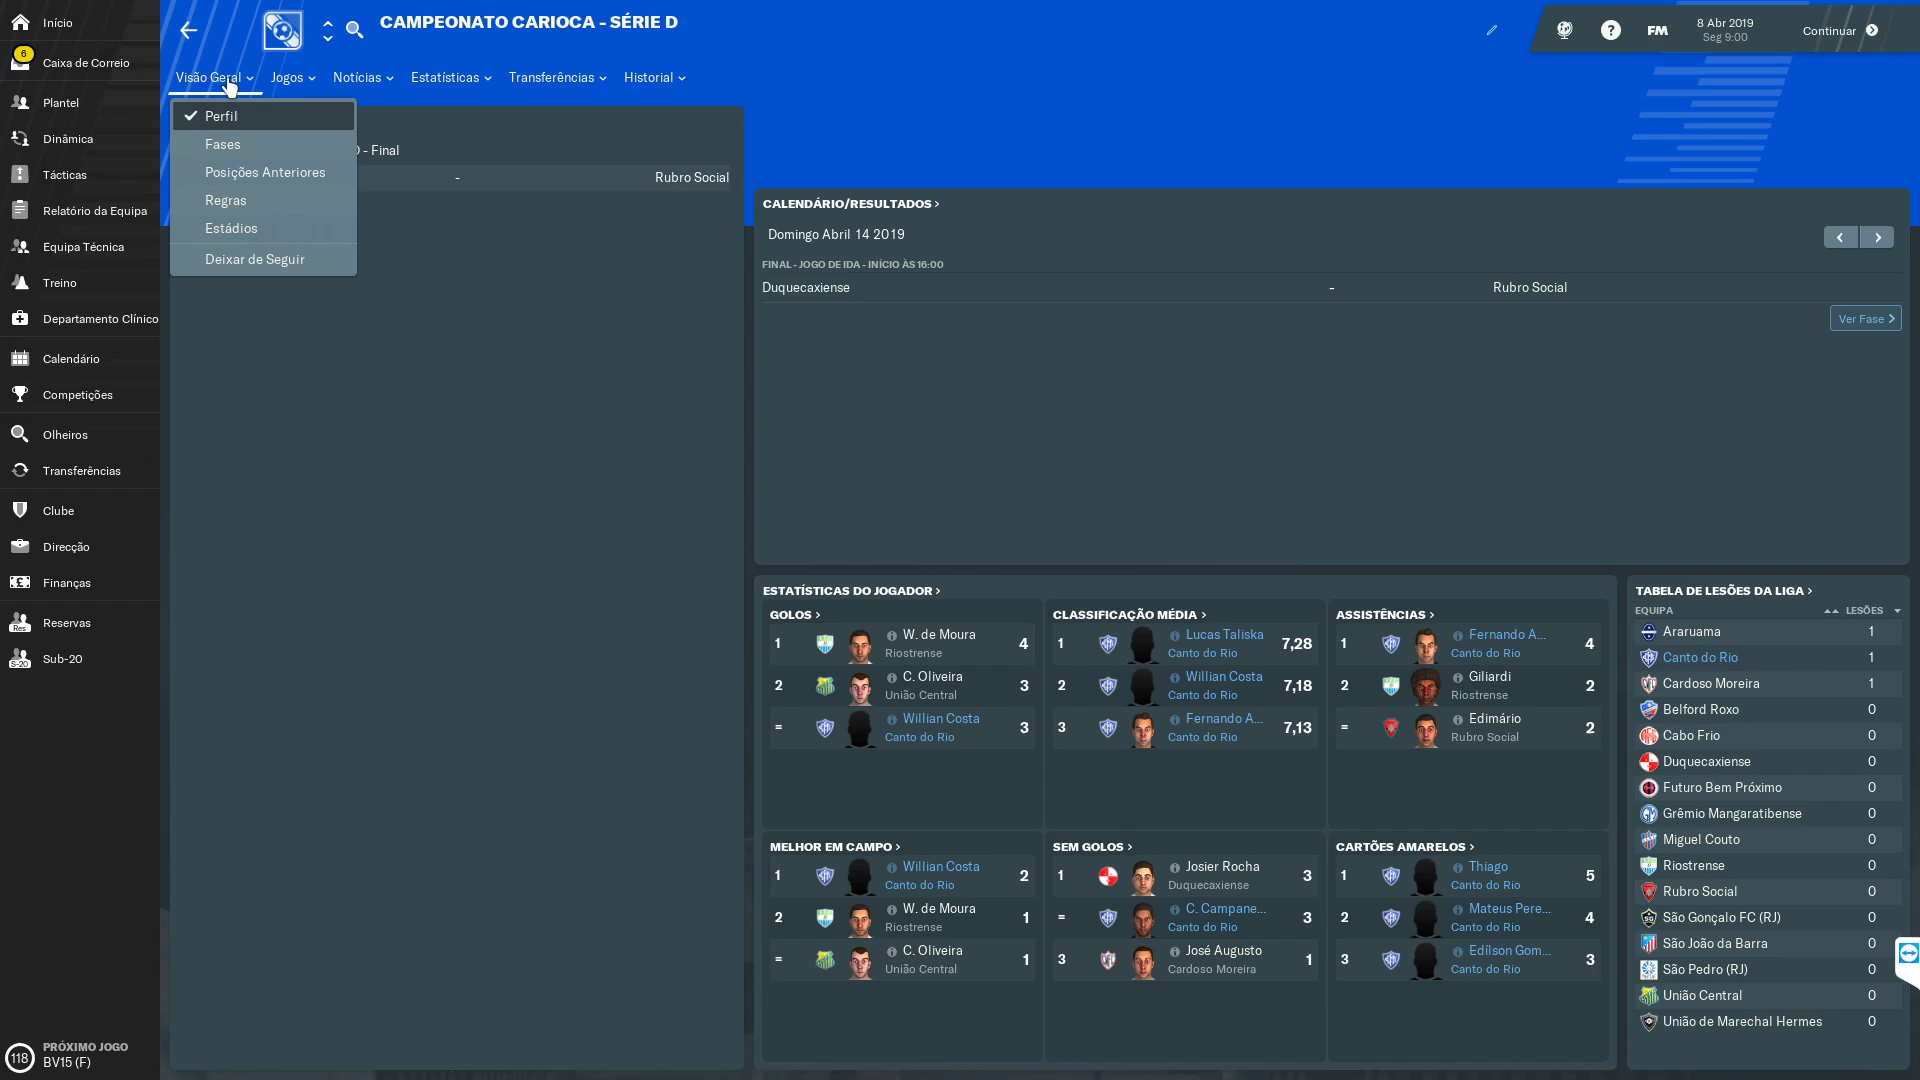 Início
6
Caixa de Correio
Plantel
Dinâmica
Tácticas
Relatório da Equipa
Equipa Técnica
Treino
Departamento Clínico
Calendário
Competições
Olheiros
Transferências
Clube
Direcção
Finanças
Res
Reservas
S-20
Sub-20
118
PRÓXIMO JOGO
BV15 (F)
CAMPEONATO CARIOCA - SÉRIE D
FM
8 Abr 2019
Seg 9:00
Continuar
Visão Geral
Jogos
Notícias
Estatísticas
Transferências
Historial
Perfil
Fases
Posições Anteriores
Regras
Estádios
Deixar de Seguir
- Final
- Rubro Social
CALENDÁRIO/RESULTADOS >
Domingo Abril 14 2019
FINAL - JOGO DE IDA - INÍCIO ÀS 16:00
Duquecaxiense - Rubro Social
Ver Fase
ESTATÍSTICAS DO JOGADOR >
GOLOS >
1 W. de Moura 4
Riostrense
2 C. Oliveira 3
União Central
= Willian Costa 3
Canto do Rio
CLASSIFICAÇÃO MÉDIA >
1 Lucas Taliska 7,28
Canto do Rio
2 Willian Costa 7,18
Canto do Rio
3 Fernando A... 7,13
Canto do Rio
ASSISTÊNCIAS >
1 Fernando A... 4
Canto do Rio
2 Giliardi 2
Riostrense
= Edimário 2
Rubro Social
MELHOR EM CAMPO >
1 Willian Costa 2
Canto do Rio
2 W. de Moura 1
Riostrense
= C. Oliveira 1
União Central
SEM GOLOS >
1 Josier Rocha 3
Duquecaxiense
= C. Campane... 3
Canto do Rio
3 José Augusto 1
Cardoso Moreira
CARTÕES AMARELOS >
1 Thiago 5
Canto do Rio
2 Mateus Pere... 4
Canto do Rio
3 Edílson Gom... 3
Canto do Rio
TABELA DE LESÕES DA LIGA >
EQUIPA LESÕES
Araruama 1
Canto do Rio 1
Cardoso Moreira 1
Belford Roxo 0
Cabo Frio 0
Duquecaxiense 0
Futuro Bem Próximo 0
Grêmio Mangaratibense 0
Miguel Couto 0
Riostrense 0
Rubro Social 0
São Gonçalo FC (RJ) 0
São João da Barra 0
São Pedro (RJ) 0
União Central 0
União de Marechal Hermes 0